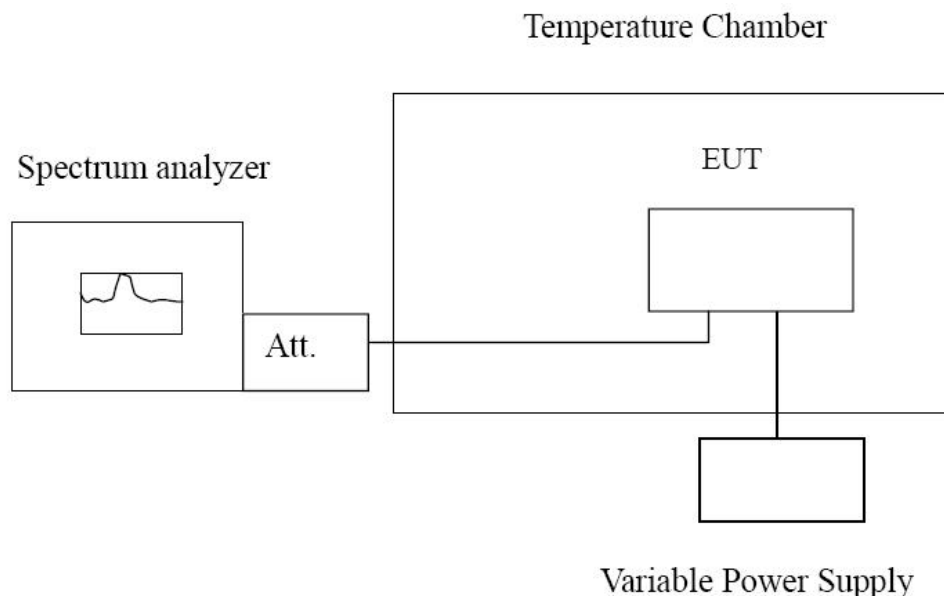 Temperature Chamber
Spectrum analyzer
EUT
Att.
Variable Power Supply